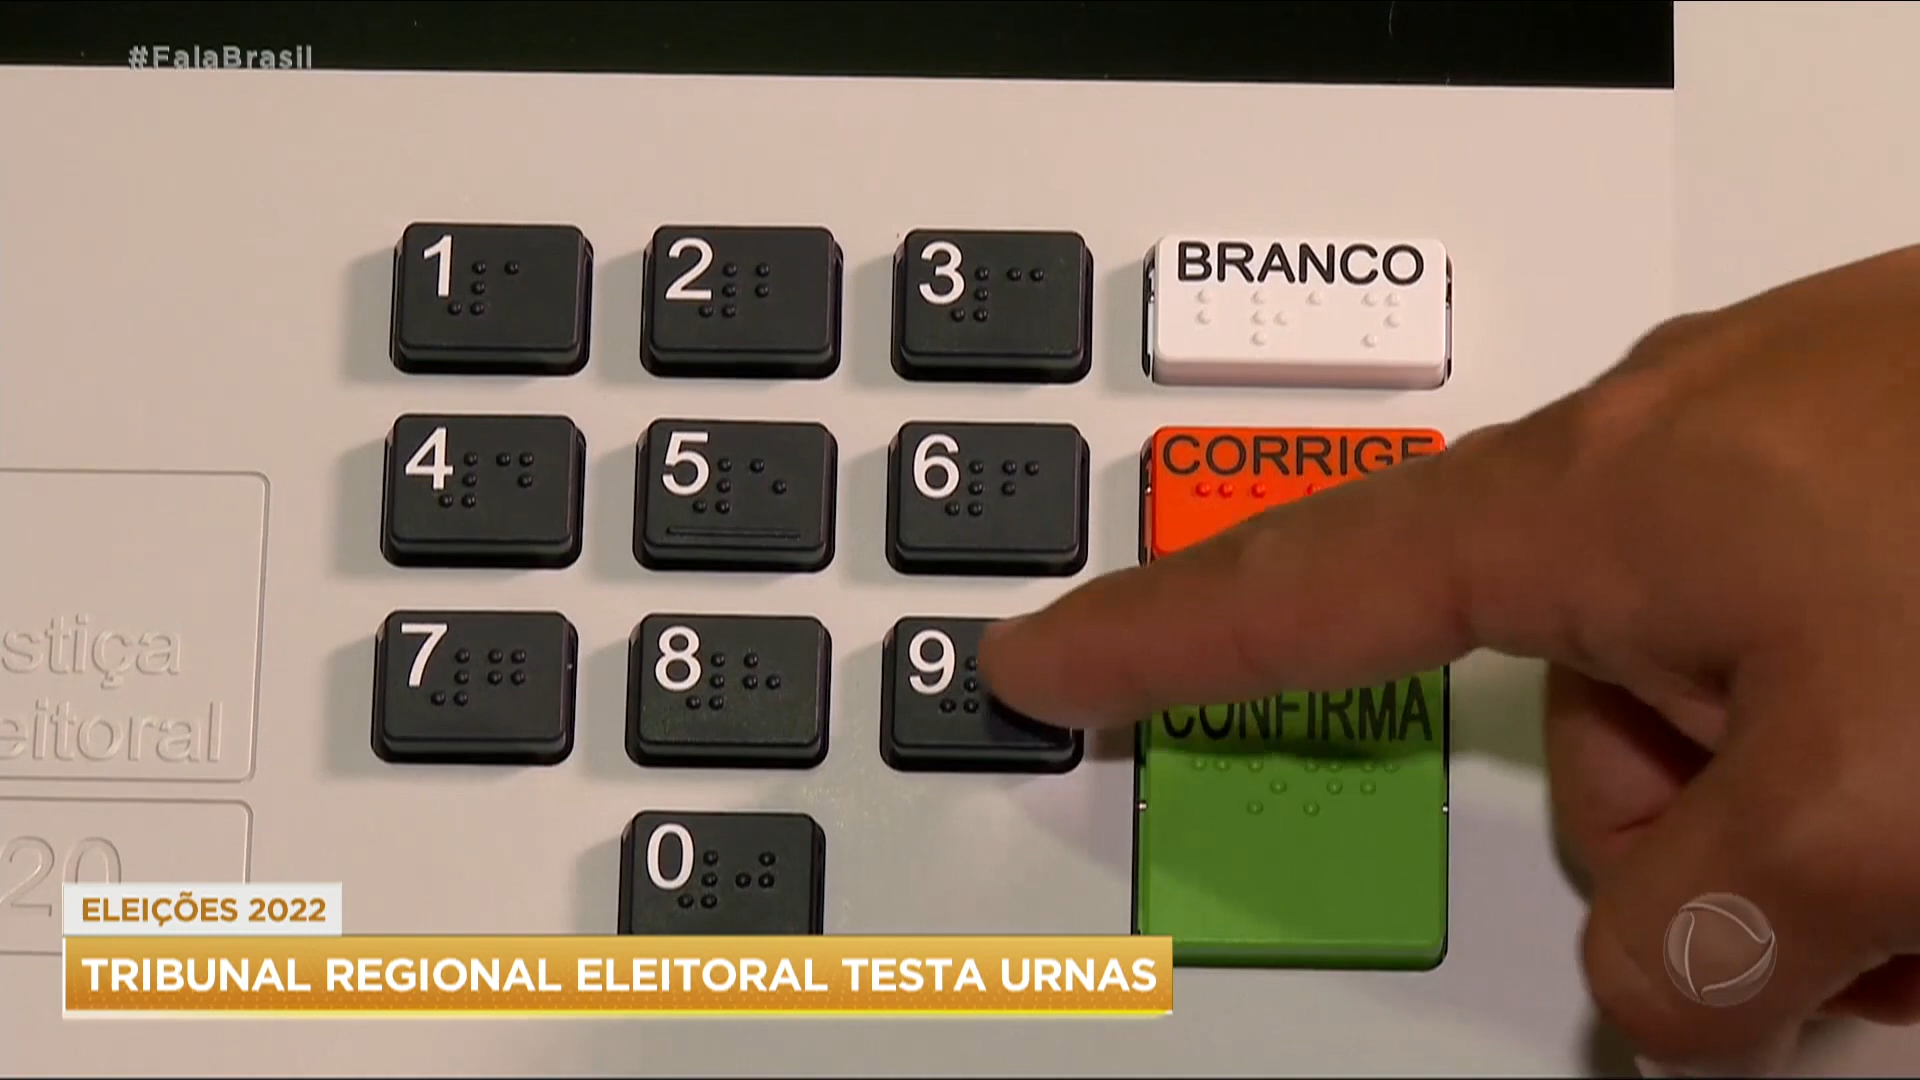 #FalaBrasil
1 2 3 BRANCO
4 5 6 CORRIGE
7 8 9 CONFIRMA
0
stiça
eitoral
20
ELEIÇÕES 2022
TRIBUNAL REGIONAL ELEITORAL TESTA URNAS